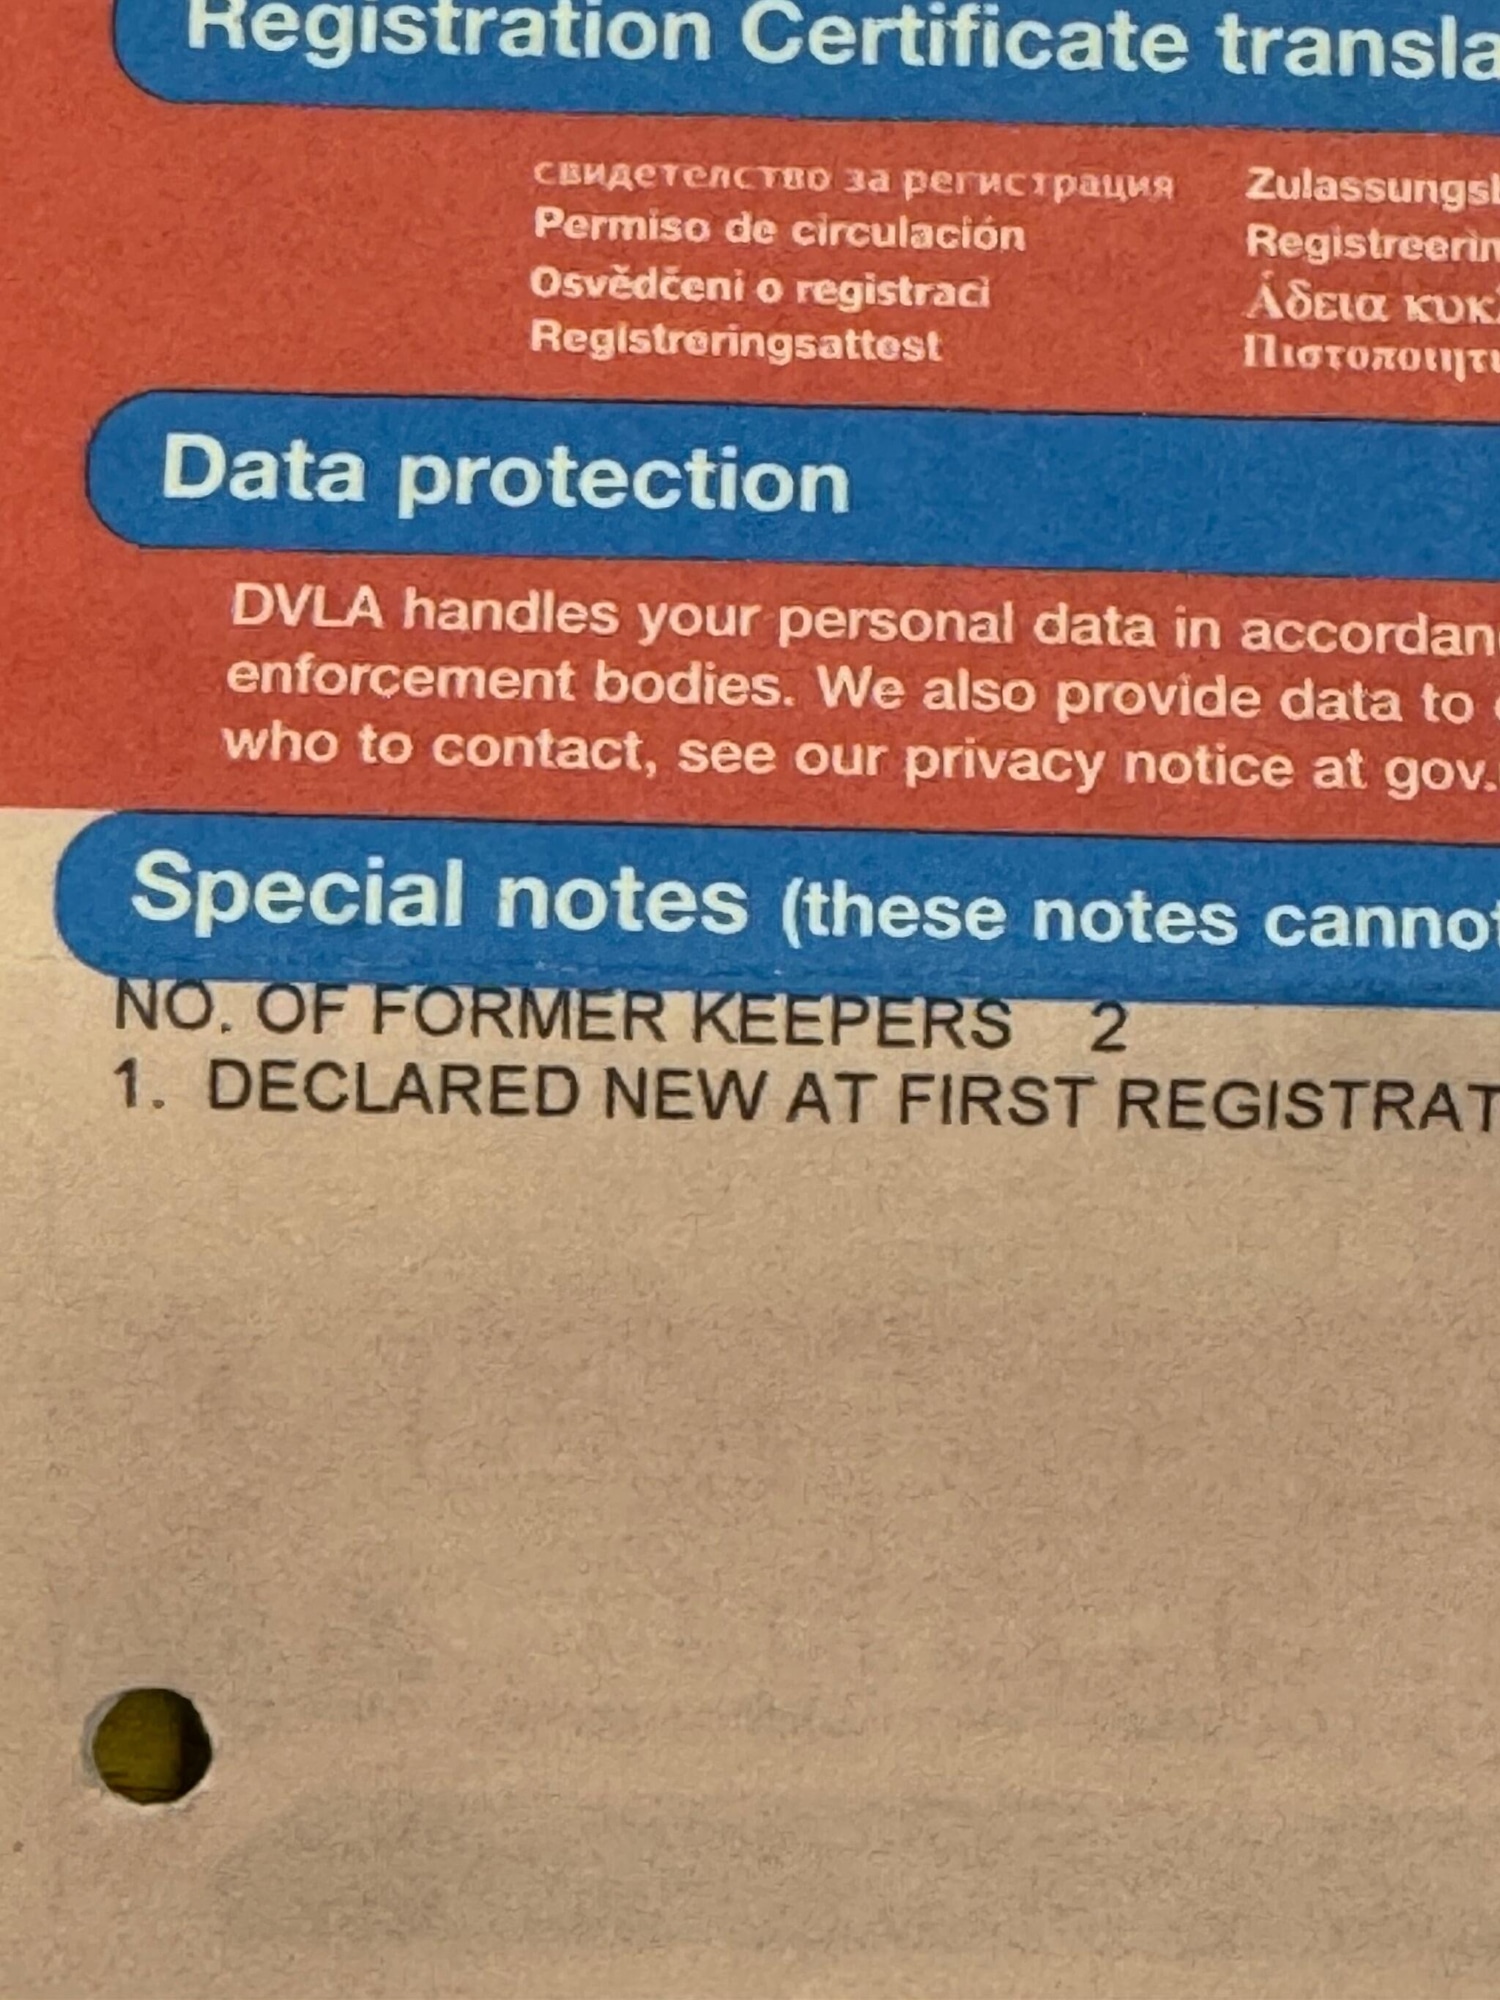 Registration Certificate transla
свидетелство за регистрация
Permiso de circulación
Osvědčeni o registraci
Registreringsattest
Zulassungsb
Registreerin
Άδεια κυκλ
Πιστοποιητι
Data protection
DVLA handles your personal data in accordan
enforcement bodies. We also provide data to
who to contact, see our privacy notice at gov.
Special notes (these notes cannot
NO. OF FORMER KEEPERS 2
1. DECLARED NEW AT FIRST REGISTRAT